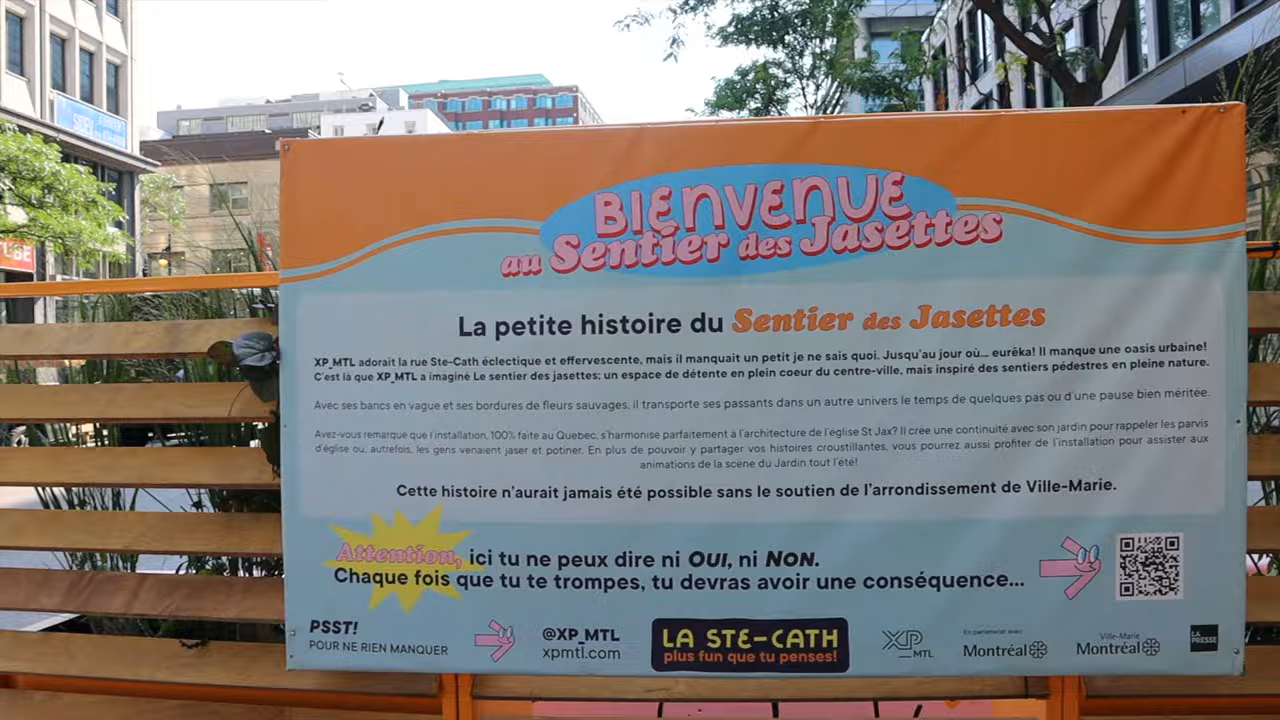 BIENVENUE
au Sentier des Jasettes
La petite histoire du Sentier des Jasettes
XP_MTL adorait la rue Ste-Cath éclectique et effervescente, mais il manquait un petit je ne sais quoi. Jusqu'au jour où... eurêka! Il manque une oasis urbaine!
C'est là que XP_MTL a imaginé Le sentier des jasettes; un espace de détente en plein coeur du centre-ville, mais inspiré des sentiers pédestres en pleine nature.
Avec ses bancs en vague et ses bordures de fleurs sauvages, il transporte ses passants dans un autre univers le temps de quelques pas ou d'une pause bien méritée.
Avez-vous remarqué que l'installation, 100% faite au Québec, s'harmonise parfaitement à l'architecture de l'église St Jax? Il crée une continuité avec son jardin pour rappeler les parvis
d'église où, autrefois, les gens venaient jaser et potiner. En plus de pouvoir y partager vos histoires croustillantes, vous pourrez aussi profiter de l'installation pour assister aux
animations de la scène du Jardin tout l'été!
Cette histoire n'aurait jamais été possible sans le soutien de l'arrondissement de Ville-Marie.
Attention, ici tu ne peux dire ni OUI, ni NON.
Chaque fois que tu te trompes, tu devras avoir une conséquence...
PSST!
POUR NE RIEN MANQUER
@XP_MTL
xpmtl.com
LA STE-CATH
plus fun que tu penses!
XP
_MTL
En partenariat avec
Montréal
Ville-Marie
Montréal
LA
PRESSE